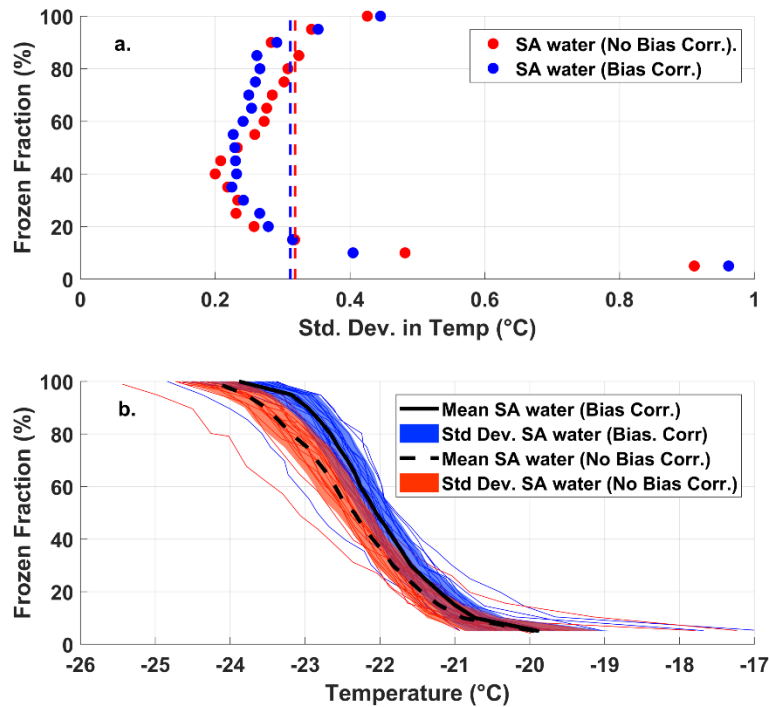 a.
SA water (No Bias Corr.).
SA water (Bias Corr.)
Frozen Fraction (%)
100
80
60
40
20
0
0
0.2
0.4
0.6
0.8
1
Std. Dev. in Temp (°C)
b.
Mean SA water (Bias Corr.)
Std Dev. SA water (Bias. Corr)
Mean SA water (No Bias Corr.)
Std Dev. SA water (No Bias Corr.)
Frozen Fraction (%)
100
80
60
40
20
0
-26
-25
-24
-23
-22
-21
-20
-19
-18
-17
Temperature (°C)